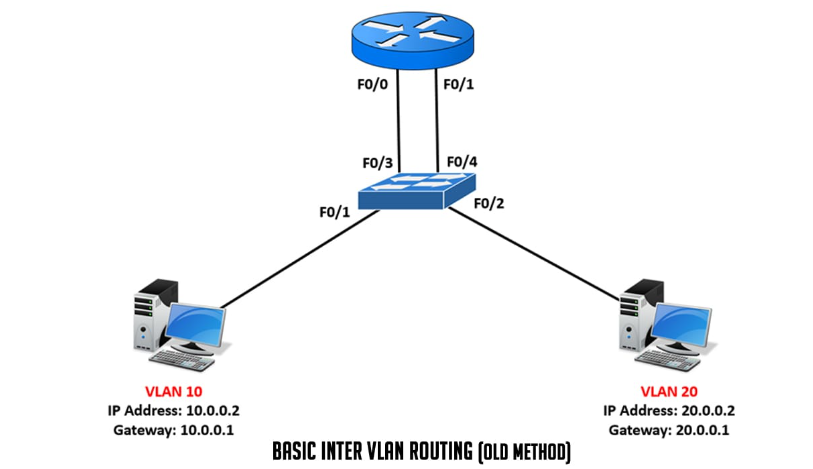 F0/0
F0/1
F0/3
F0/4
F0/1
F0/2
VLAN 10
IP Address: 10.0.0.2
Gateway: 10.0.0.1
VLAN 20
IP Address: 20.0.0.2
Gateway: 20.0.0.1
BASIC INTER VLAN ROUTING (OLD METHOD)